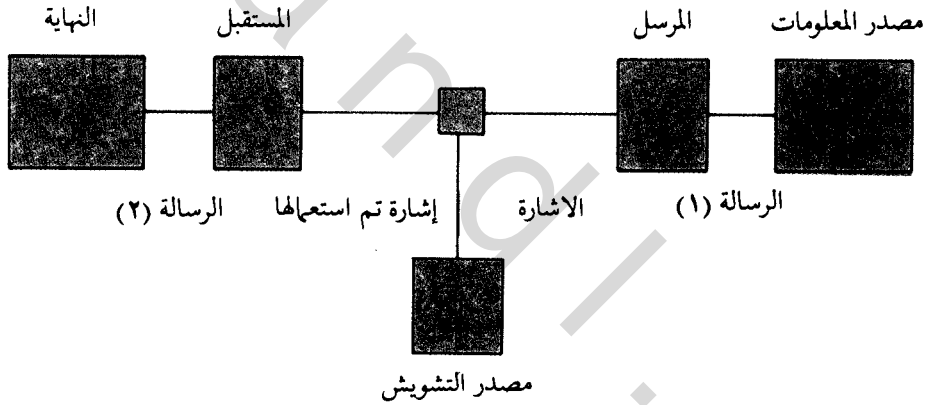 مصدر المعلومات
المرسل
المستقبل
النهاية
الرسالة (١)
الاشارة
إشارة تم استعمالها
الرسالة (٢)
مصدر التشويش